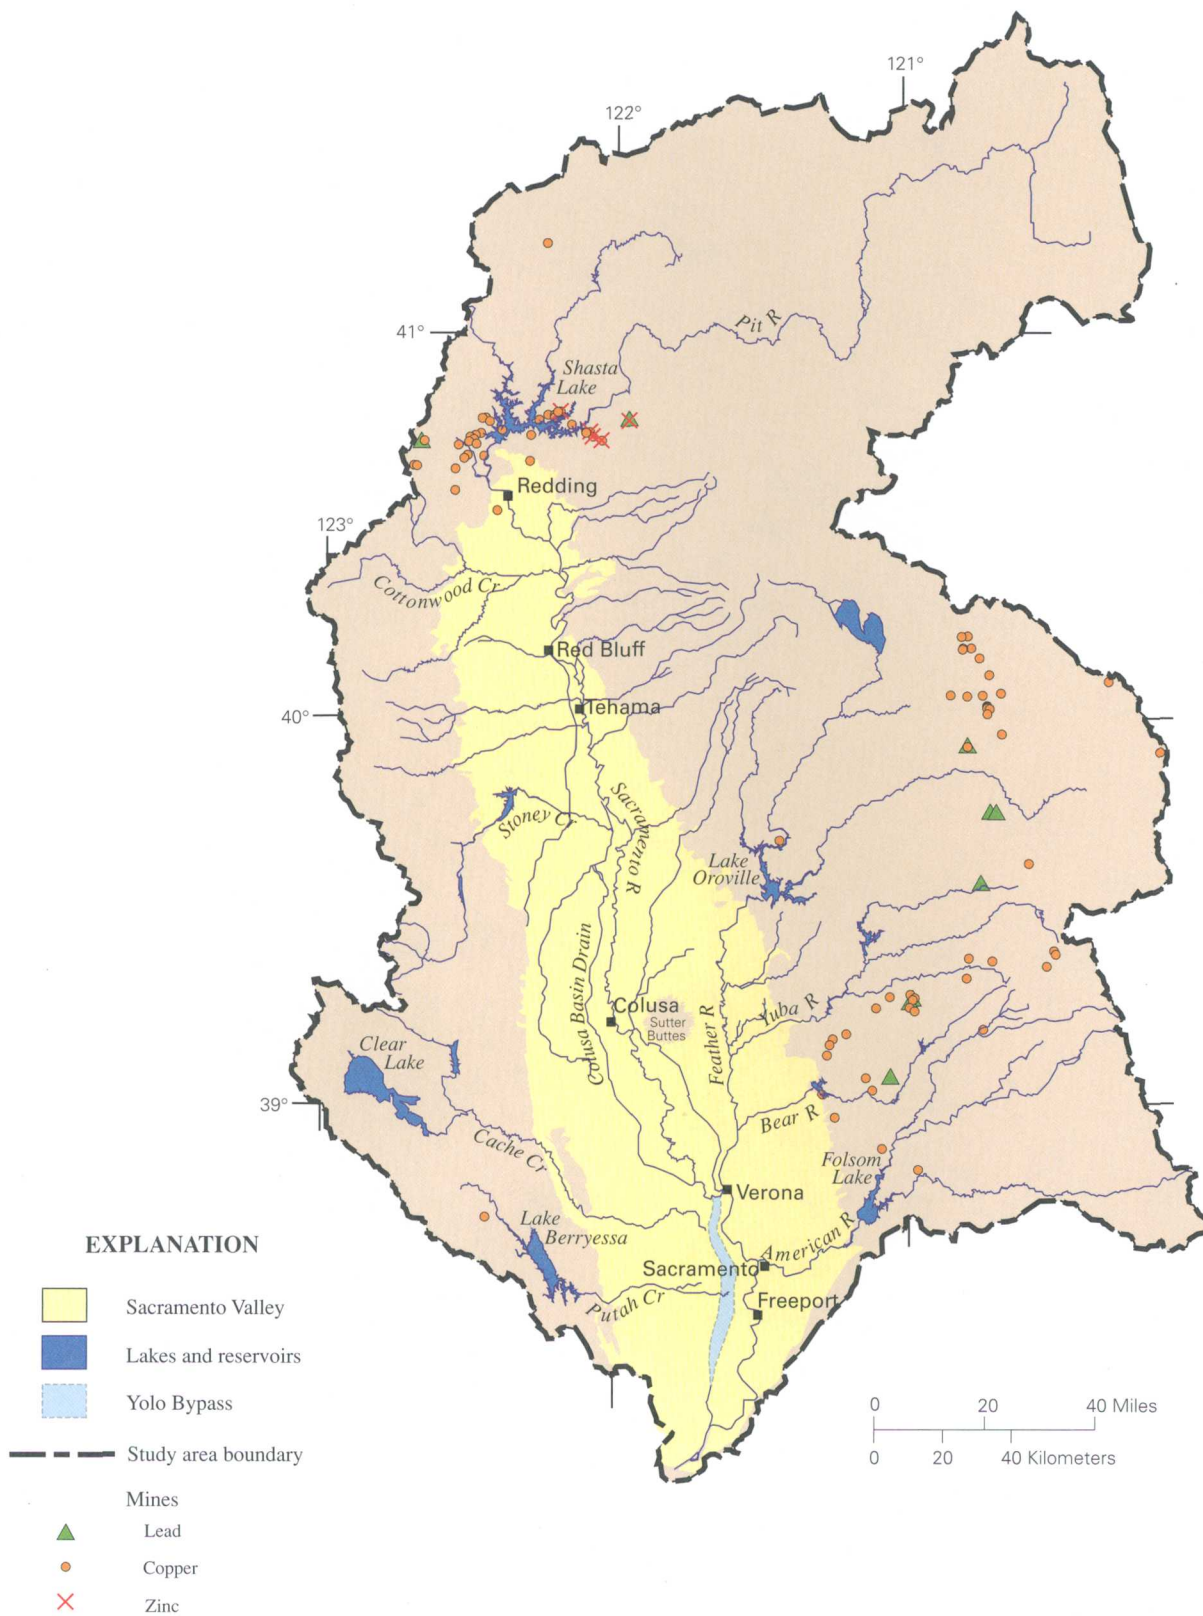 121°
122°
41°
Pit R
Shasta
Lake
Redding
123°
Cottonwood Cr
Red Bluff
Tehama
40°
Sacramento R
Stoney Cr
Lake
Oroville
Colusa Basin Drain
Colusa
Sutter
Buttes
Feather R
Yuba R
Clear
Lake
39°
Bear R
Cache Cr
Folsom
Lake
Verona
Lake
Berryessa
American R
Sacramento
Putah Cr
Freeport
EXPLANATION
Sacramento Valley
Lakes and reservoirs
Yolo Bypass
Study area boundary
Mines
Lead
Copper
Zinc
0 20 40 Miles
0 20 40 Kilometers